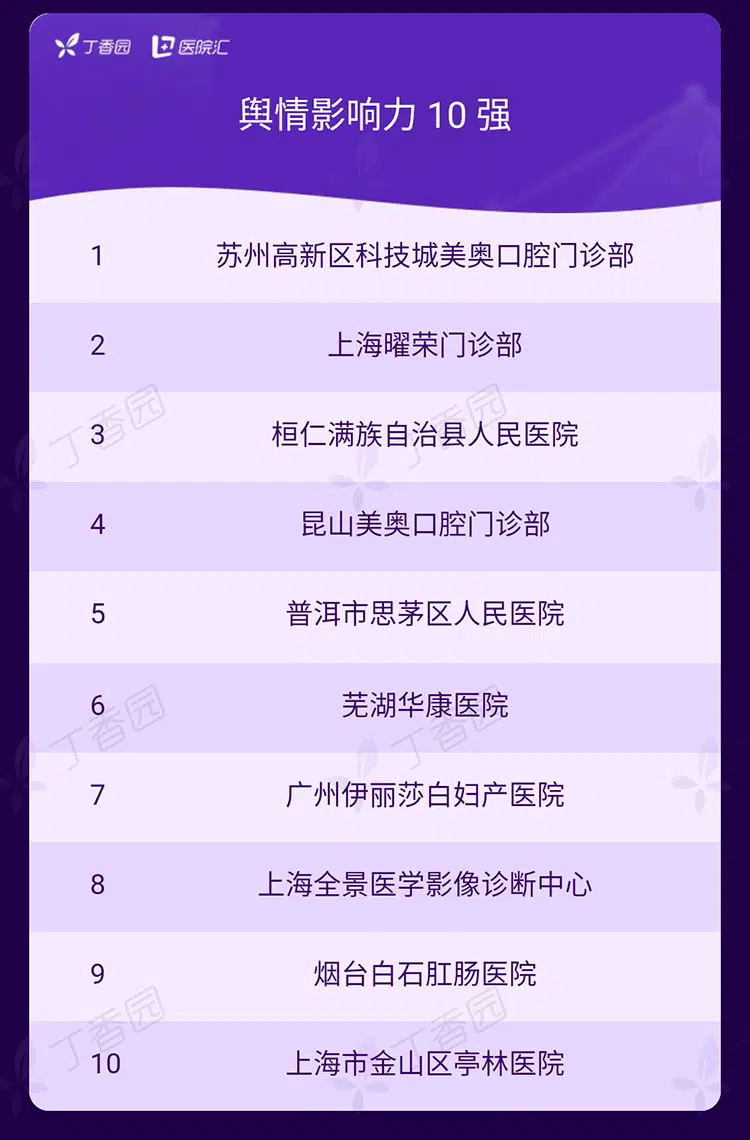 丁香园 医院汇
舆情影响力 10 强
1 苏州高新区科技城美奥口腔门诊部
2 上海曜荣门诊部
3 桓仁满族自治县人民医院
4 昆山美奥口腔门诊部
5 普洱市思茅区人民医院
6 芜湖华康医院
7 广州伊丽莎白妇产医院
8 上海全景医学影像诊断中心
9 烟台白石肛肠医院
10 上海市金山区亭林医院
丁香园
丁香园
丁香园
丁香园
丁香园
丁香园